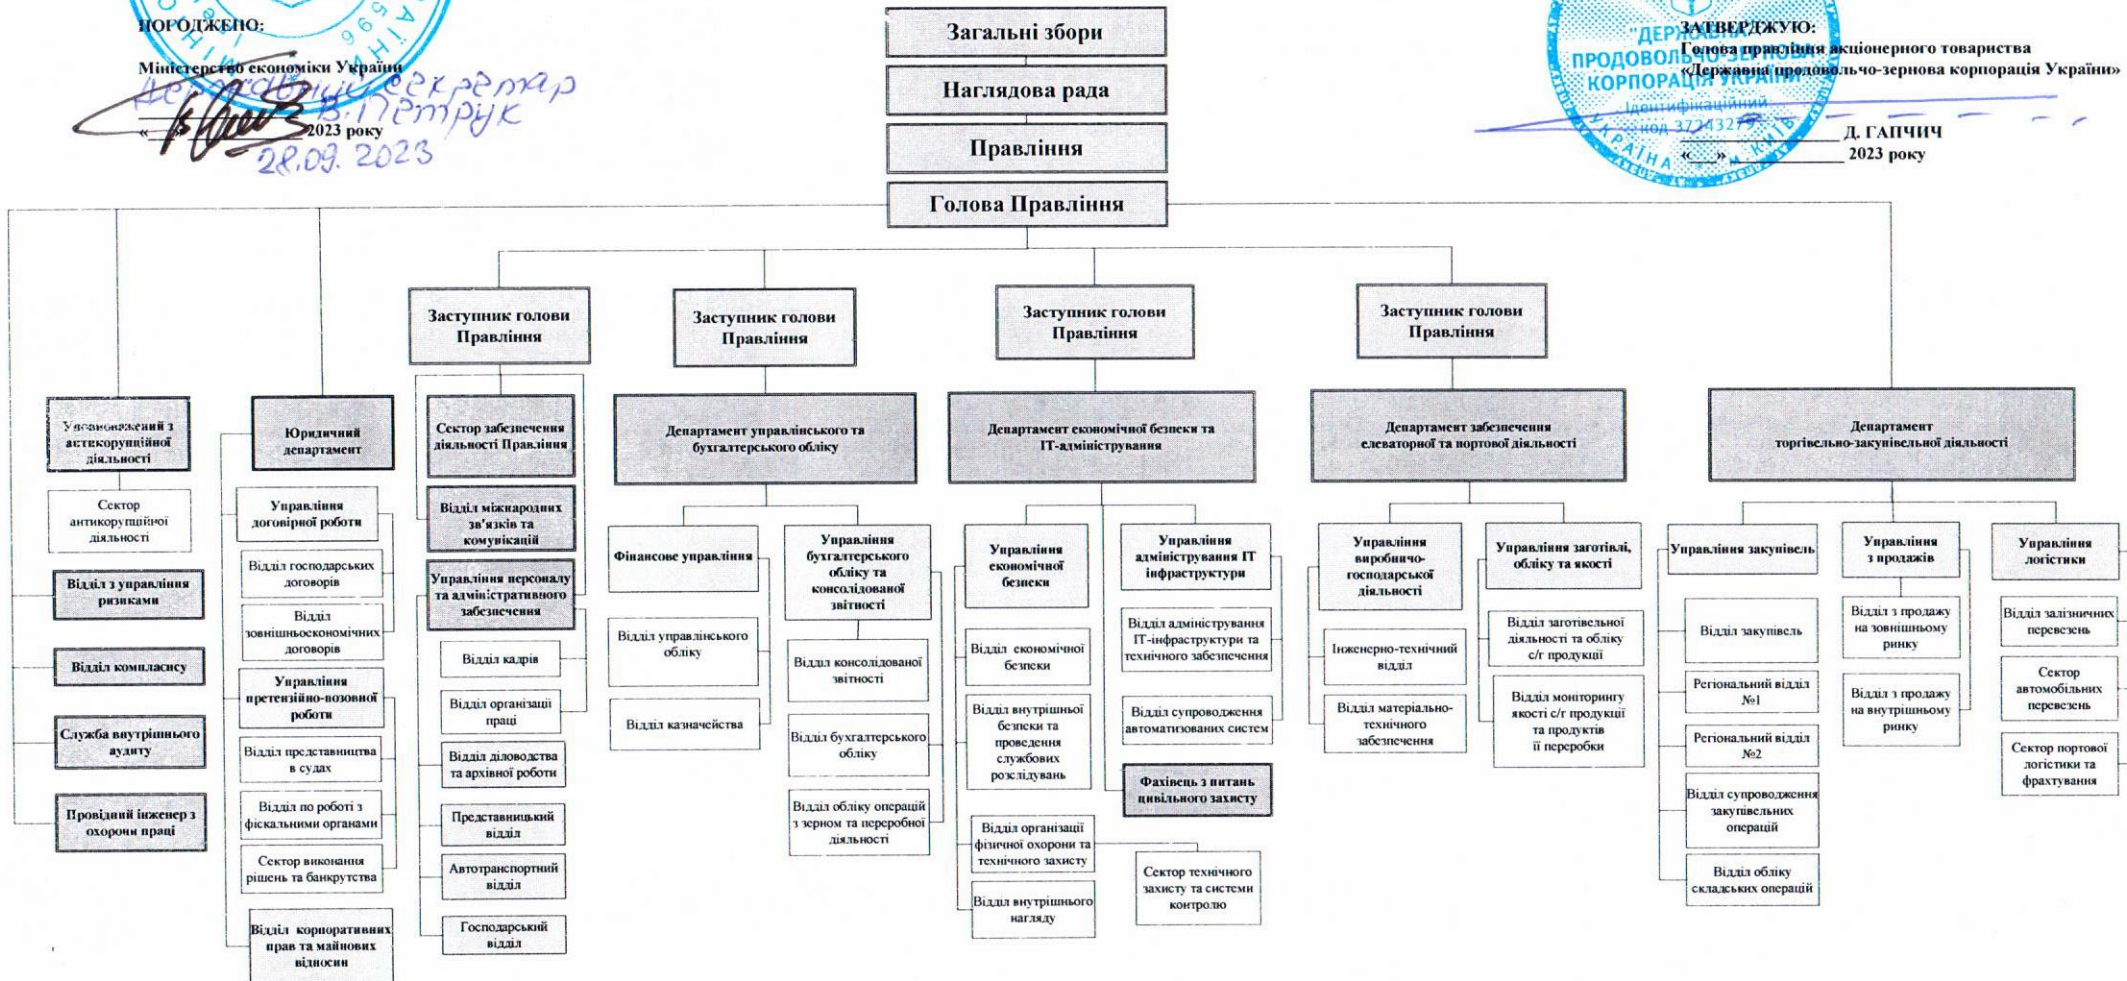 ПОГОДЖЕНО:
Міністерство економіки України
Державний секретар
В. Петрук
«___» 2023 року
28.09.2023
Загальні збори
Наглядова рада
Правління
Голова Правління
ЗАТВЕРДЖУЮ:
Голова правління акціонерного товариства
«Державна продовольчо-зернова корпорація України»
Д. ГАПЧИЧ
«___» 2023 року
"ДЕРЖАВНА
ПРОДОВОЛЬЧО-ЗЕРНОВА
КОРПОРАЦІЯ УКРАЇНИ"
Ідентифікаційний
код 37243279
УКРАЇНА м. КИЇВ
Заступник голови
Правління
Заступник голови
Правління
Заступник голови
Правління
Заступник голови
Правління
Уповноважений з
антикорупційної
діяльності
Юридичний
департамент
Сектор забезпечення
діяльності Правління
Департамент управлінського та
бухгалтерського обліку
Департамент економічної безпеки та
ІТ-адміністрування
Департамент забезпечення
елеваторної та портової діяльності
Департамент
торгівельно-закупівельної діяльності
Сектор
антикорупційної
діяльності
Відділ з управління
ризиками
Відділ комплаєнсу
Служба внутрішнього
аудиту
Провідний інженер з
охорони праці
Управління
договірної роботи
Відділ господарських
договорів
Відділ
зовнішньоекономічних
договорів
Управління
претензійно-позовної
роботи
Відділ представництва
в судах
Відділ по роботі з
фіскальними органами
Сектор виконання
рішень та банкрутства
Відділ корпоративних
прав та майнових
відносин
Відділ міжнародних
зв'язків та
комунікацій
Управління персоналу
та адміністративного
забезпечення
Відділ кадрів
Відділ організації
праці
Відділ діловодства
та архівної роботи
Представницький
відділ
Автотранспортний
відділ
Господарський
відділ
Фінансове управління
Відділ управлінського
обліку
Відділ казначейства
Управління
бухгалтерського
обліку та
консолідованої
звітності
Відділ консолідованої
звітності
Відділ бухгалтерського
обліку
Відділ обліку операцій
з зерном та переробної
діяльності
Управління
економічної
безпеки
Відділ економічної
безпеки
Відділ внутрішньої
безпеки та
проведення
службових
розслідувань
Відділ організації
фізичної охорони та
технічного захисту
Відділ внутрішнього
нагляду
Управління
адміністрування ІТ
інфраструктури
Відділ адміністрування
ІТ-інфраструктури та
технічного забезпечення
Відділ супроводження
автоматизованих систем
Фахівець з питань
цивільного захисту
Сектор технічного
захисту та системи
контролю
Управління
виробничо-
господарської
діяльності
Інженерно-технічний
відділ
Відділ матеріально-
технічного
забезпечення
Управління заготівлі,
обліку та якості
Відділ заготівельної
діяльності та обліку
с/г продукції
Відділ моніторингу
якості с/г продукції
та продуктів
її переробки
Управління закупівель
Відділ закупівель
Регіональний відділ
№1
Регіональний відділ
№2
Відділ супроводження
закупівельних
операцій
Відділ обліку
складських операцій
Управління
з продажів
Відділ з продажу
на зовнішньому
ринку
Відділ з продажу
на внутрішньому
ринку
Управління
логістики
Відділ залізничних
перевезень
Сектор
автомобільних
перевезень
Сектор портової
логістики та
фрахтування